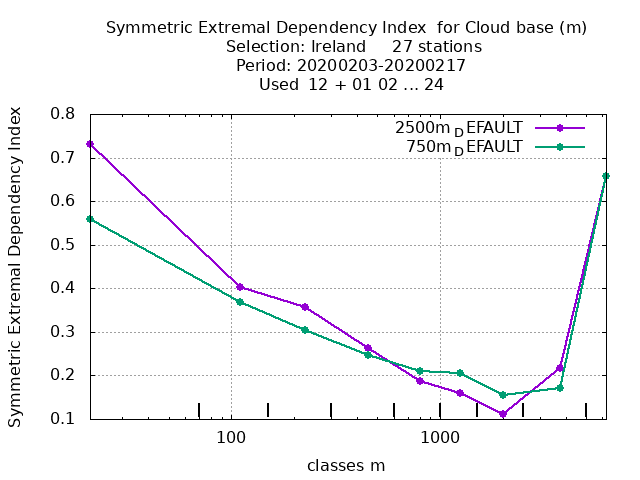 Symmetric Extremal Dependency Index for Cloud base (m)
Selection: Ireland 27 stations
Period: 20200203-20200217
Used 12 + 01 02 ... 24
2500m_DEFAULT
750m_DEFAULT
Symmetric Extremal Dependency Index
0.8
0.7
0.6
0.5
0.4
0.3
0.2
0.1
100 1000
classes m